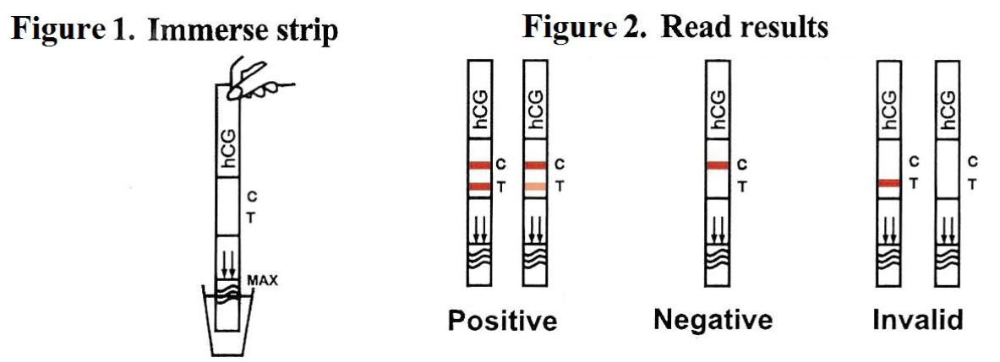 Figure 1. Immerse strip
hCG
C
T
MAX
Figure 2. Read results
hCG
C
T
hCG
C
T
Positive
hCG
C
T
Negative
hCG
C
T
hCG
C
T
Invalid